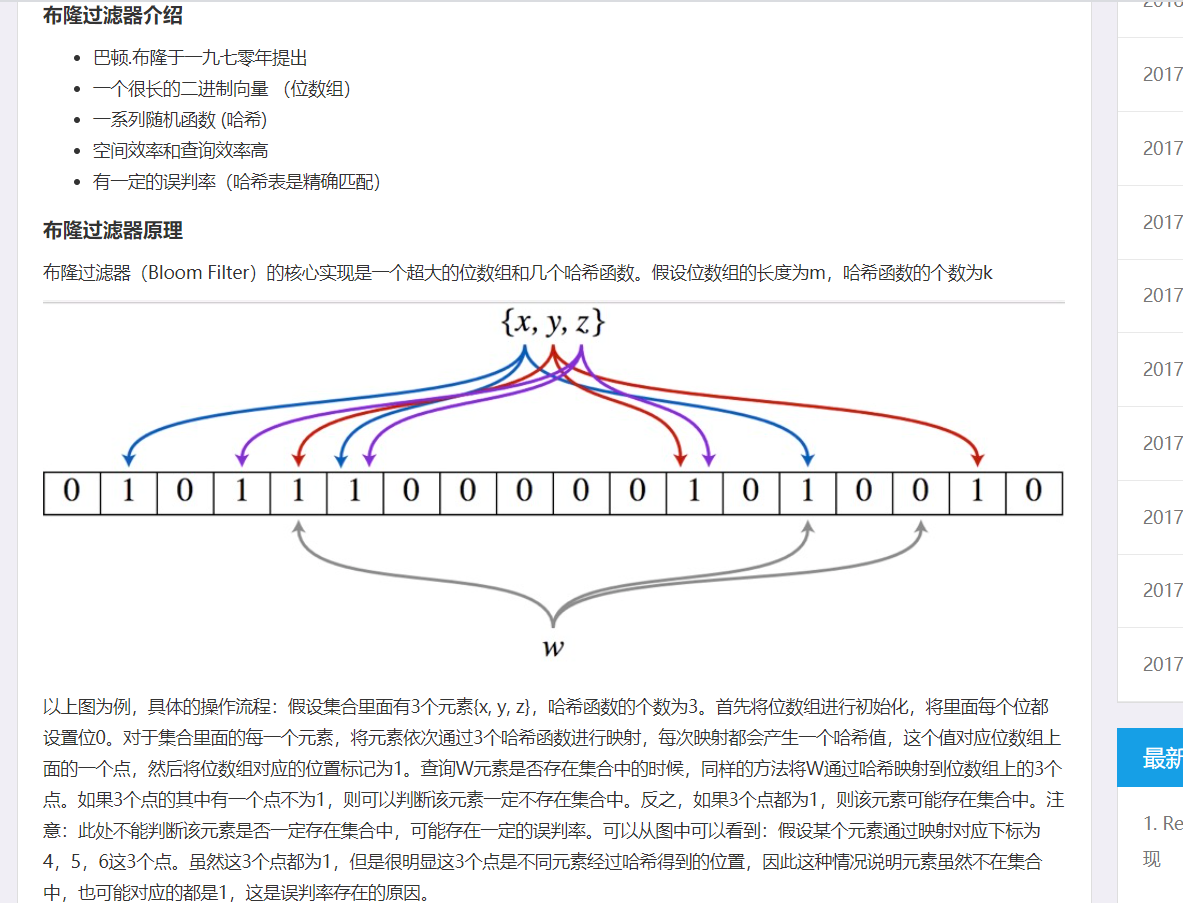 布隆过滤器介绍
巴顿.布隆于一九七零年提出
一个很长的二进制向量 （位数组）
一系列随机函数 (哈希)
空间效率和查询效率高
有一定的误判率（哈希表是精确匹配）
布隆过滤器原理
布隆过滤器（Bloom Filter）的核心实现是一个超大的位数组和几个哈希函数。假设位数组的长度为m，哈希函数的个数为k
{x, y, z}
0 1 0 1 1 1 0 0 0 0 0 1 0 1 0 0 1 0
w
以上图为例，具体的操作流程：假设集合里面有3个元素{x, y, z}，哈希函数的个数为3。首先将位数组进行初始化，将里面每个位都
设置位0。对于集合里面的每一个元素，将元素依次通过3个哈希函数进行映射，每次映射都会产生一个哈希值，这个值对应位数组上
面的一个点，然后将位数组对应的位置标记为1。查询W元素是否存在集合中的时候，同样的方法将W通过哈希映射到位数组上的3个
点。如果3个点的其中有一个点不为1，则可以判断该元素一定不存在集合中。反之，如果3个点都为1，则该元素可能存在集合中。注
意：此处不能判断该元素是否一定存在集合中，可能存在一定的误判率。可以从图中可以看到：假设某个元素通过映射对应下标为
4，5，6这3个点。虽然这3个点都为1，但是很明显这3个点是不同元素经过哈希得到的位置，因此这种情况说明元素虽然不在集合
中，也可能对应的都是1，这是误判率存在的原因。
2017
2017
2017
2017
2017
2017
2017
2017
2017
最新
1. Re
现